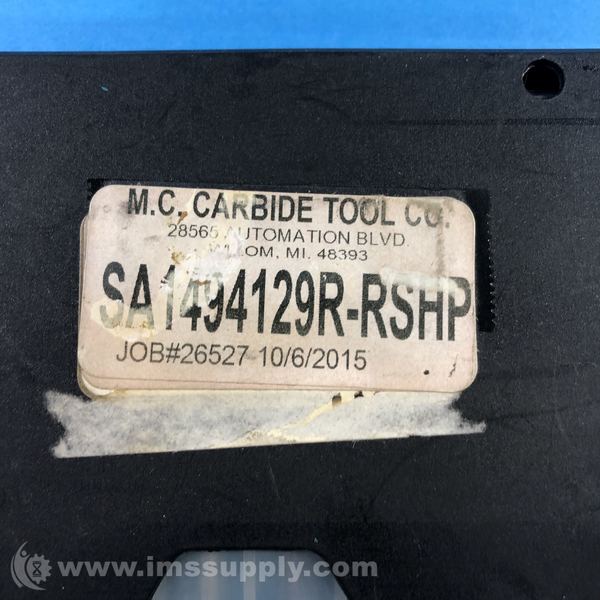 M.C. CARBIDE TOOL CO.
28565 AUTOMATION BLVD.
MI. 48393
SA1494129R-RSHP
JOB#26527 10/6/2015
www.imssupply.com